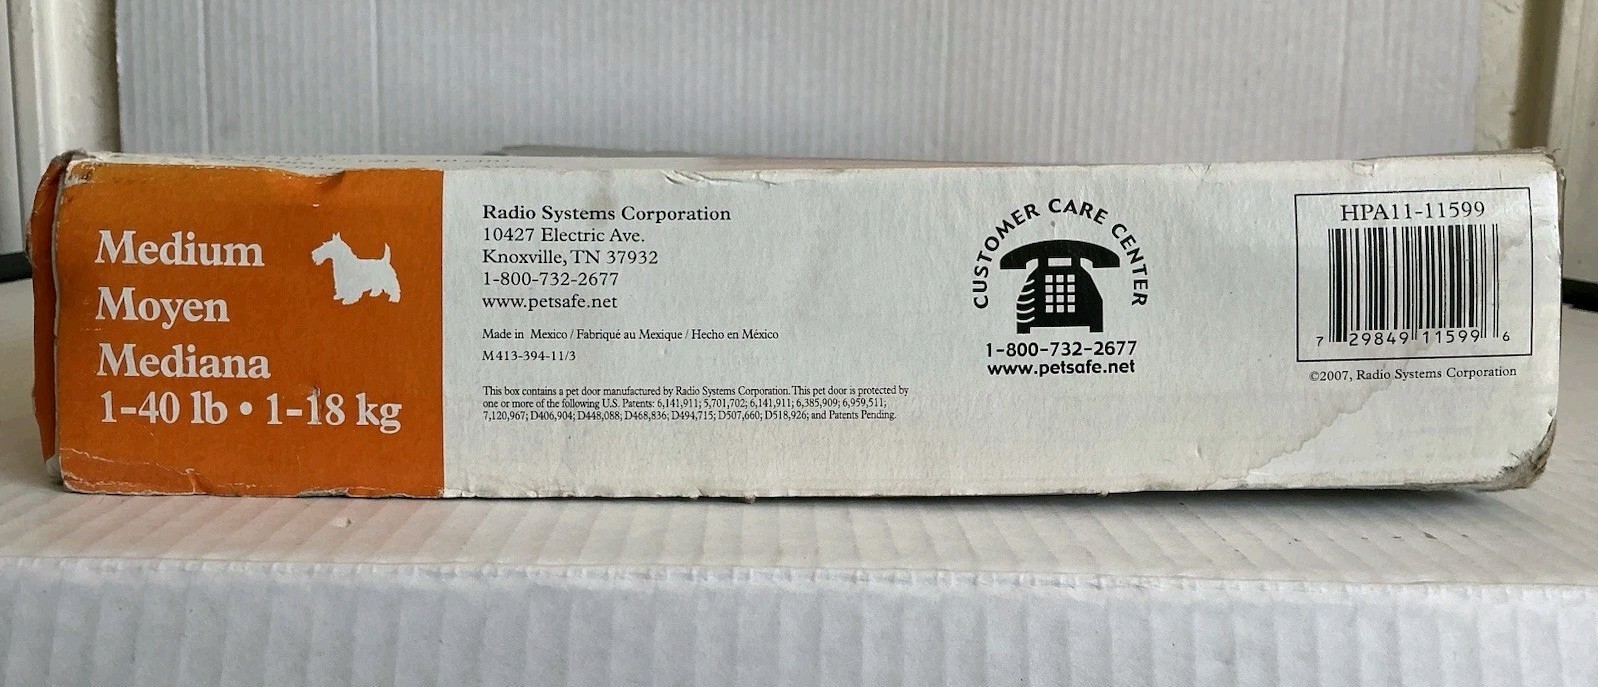 Medium
Moyen
Mediana
1-40 lb • 1-18 kg
Radio Systems Corporation
10427 Electric Ave.
Knoxville, TN 37932
1-800-732-2677
www.petsafe.net
Made in Mexico / Fabriqué au Mexique / Hecho en México
M413-394-11/3
This box contains a pet door manufactured by Radio Systems Corporation. This pet door is protected by
one or more of the following U.S. Patents: 6,141,911; 5,701,702; 6,141,911; 6,385,909; 6,959,511;
7,120,967; D406,904; D448,088; D468,836; D494,715; D507,660; D518,926; and Patents Pending.
CUSTOMER CARE CENTER
1-800-732-2677
www.petsafe.net
HPA11-11599
7 29849 11599 6
©2007, Radio Systems Corporation